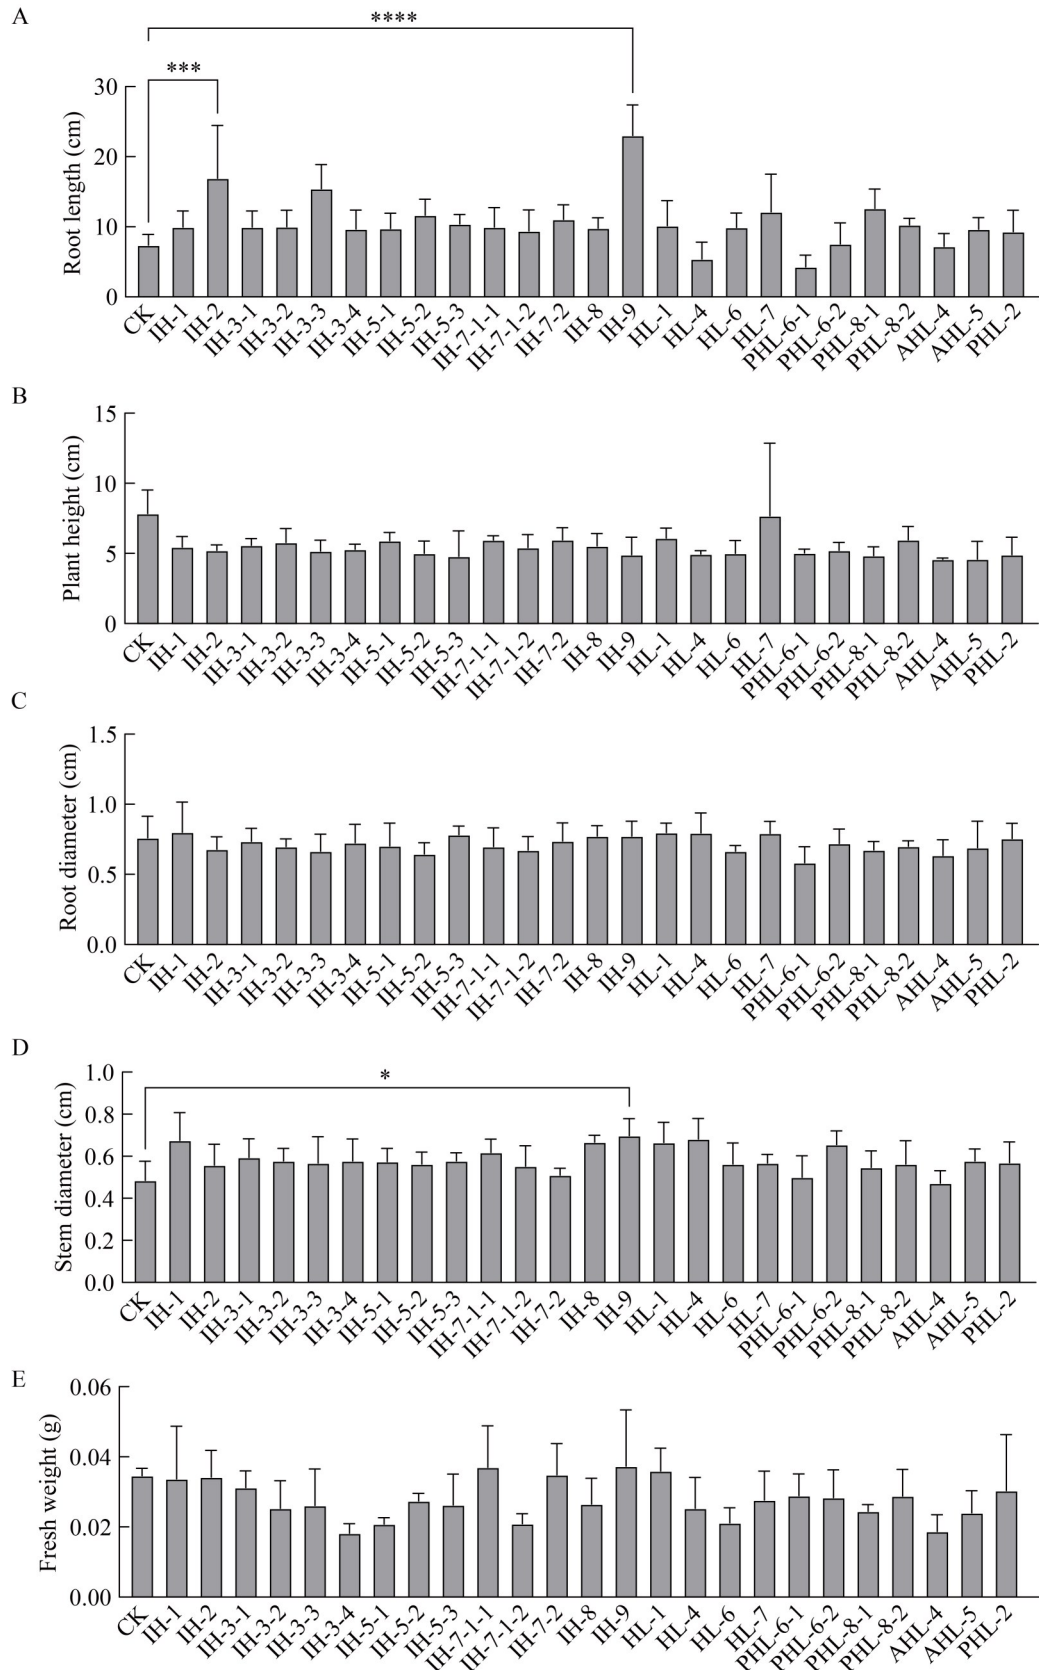 A
****
***
Root length (cm)
30
20
10
0
CK IH-1 IH-2 IH-3-1 IH-3-2 IH-3-3 IH-3-4 IH-5-1 IH-5-2 IH-5-3 IH-7-1-1 IH-7-1-2 IH-7-2 IH-8 IH-9 HL-1 HL-4 HL-6 HL-7 PHL-6-1 PHL-6-2 PHL-8-1 PHL-8-2 AHL-4 AHL-5 PHL-2
B
Plant height (cm)
15
10
5
0
CK IH-1 IH-2 IH-3-1 IH-3-2 IH-3-3 IH-3-4 IH-5-1 IH-5-2 IH-5-3 IH-7-1-1 IH-7-1-2 IH-7-2 IH-8 IH-9 HL-1 HL-4 HL-6 HL-7 PHL-6-1 PHL-6-2 PHL-8-1 PHL-8-2 AHL-4 AHL-5 PHL-2
C
Root diameter (cm)
1.5
1.0
0.5
0.0
CK IH-1 IH-2 IH-3-1 IH-3-2 IH-3-3 IH-3-4 IH-5-1 IH-5-2 IH-5-3 IH-7-1-1 IH-7-1-2 IH-7-2 IH-8 IH-9 HL-1 HL-4 HL-6 HL-7 PHL-6-1 PHL-6-2 PHL-8-1 PHL-8-2 AHL-4 AHL-5 PHL-2
D
*
Stem diameter (cm)
1.0
0.8
0.6
0.4
0.2
0.0
CK IH-1 IH-2 IH-3-1 IH-3-2 IH-3-3 IH-3-4 IH-5-1 IH-5-2 IH-5-3 IH-7-1-1 IH-7-1-2 IH-7-2 IH-8 IH-9 HL-1 HL-4 HL-6 HL-7 PHL-6-1 PHL-6-2 PHL-8-1 PHL-8-2 AHL-4 AHL-5 PHL-2
E
Fresh weight (g)
0.06
0.04
0.02
0.00
CK IH-1 IH-2 IH-3-1 IH-3-2 IH-3-3 IH-3-4 IH-5-1 IH-5-2 IH-5-3 IH-7-1-1 IH-7-1-2 IH-7-2 IH-8 IH-9 HL-1 HL-4 HL-6 HL-7 PHL-6-1 PHL-6-2 PHL-8-1 PHL-8-2 AHL-4 AHL-5 PHL-2